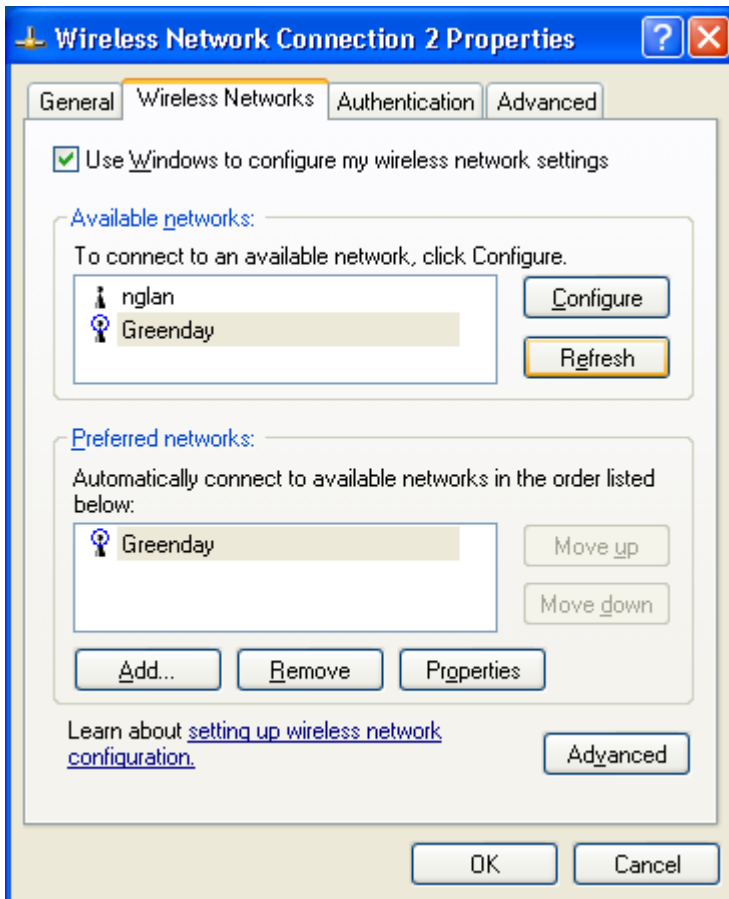 Wireless Network Connection 2 Properties
?
General Wireless Networks Authentication Advanced
Use Windows to configure my wireless network settings
Available networks:
To connect to an available network, click Configure.
nglan
Configure
Greenday
Refresh
Preferred networks:
Automatically connect to available networks in the order listed
below:
Greenday
Move up
Move down
Add... Remove Properties
Learn about setting up wireless network
configuration.
Advanced
OK Cancel